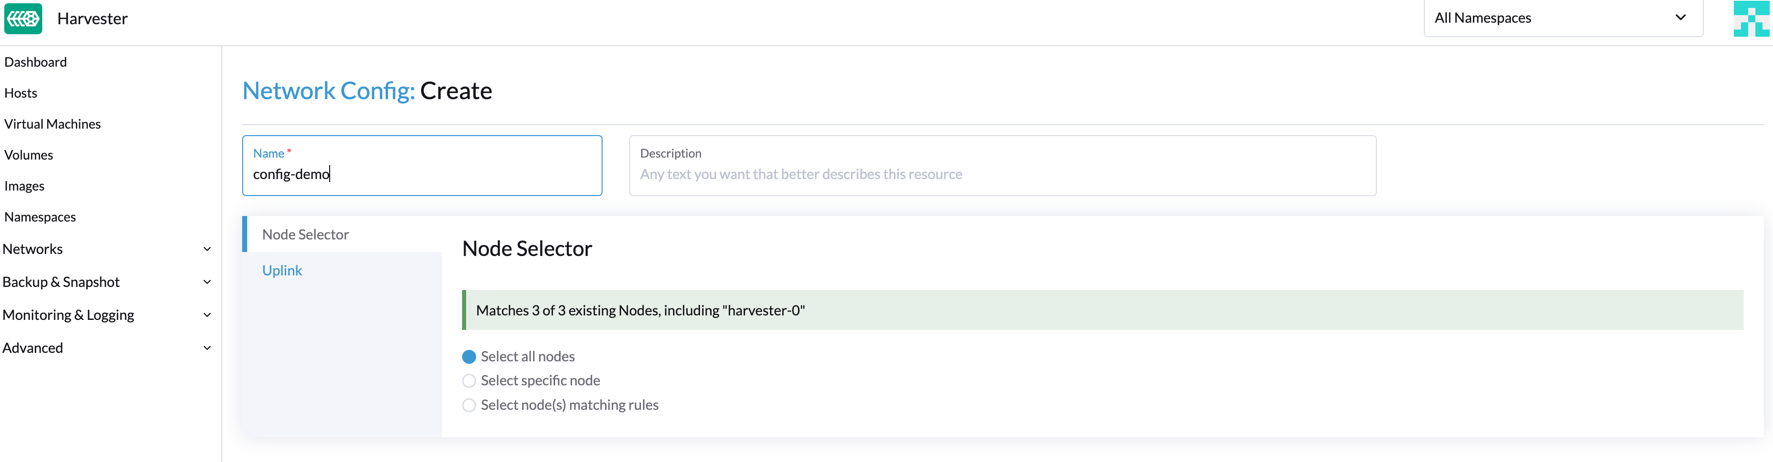 Harvester
All Namespaces
Dashboard
Hosts
Virtual Machines
Volumes
Images
Namespaces
Networks
Backup & Snapshot
Monitoring & Logging
Advanced
Network Config: Create
Name *
config-demo
Description
Any text you want that better describes this resource
Node Selector
Uplink
Node Selector
Matches 3 of 3 existing Nodes, including "harvester-0"
Select all nodes
Select specific node
Select node(s) matching rules